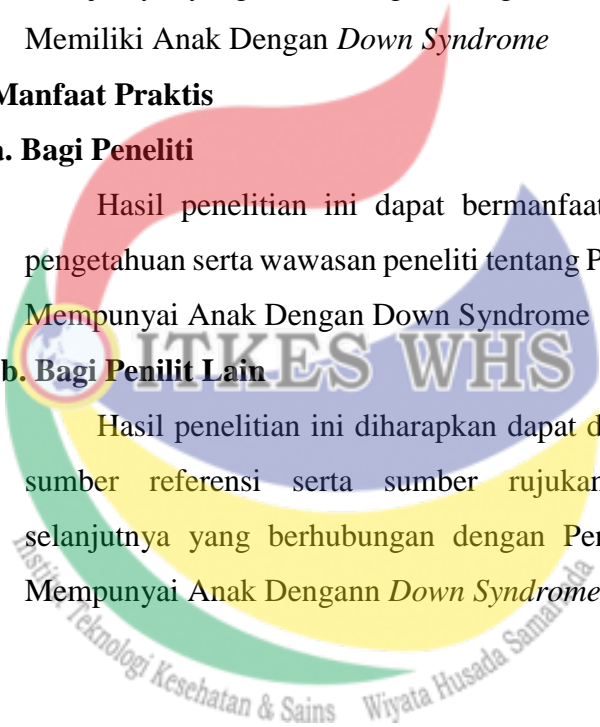 Memiliki Anak Dengan Down Syndrome
Manfaat Praktis
a. Bagi Peneliti
Hasil penelitian ini dapat bermanfaat
pengetahuan serta wawasan peneliti tentang P
Mempunyai Anak Dengan Down Syndrome
ITKES WHS
b. Bagi Penilit Lain
Hasil penelitian ini diharapkan dapat d
sumber referensi serta sumber rujukan
selanjutnya yang berhubungan dengan Pen
Mempunyai Anak Dengann Down Syndrome
Institut Teknologi Kesehatan & Sains Wiyata Husada Samarinda